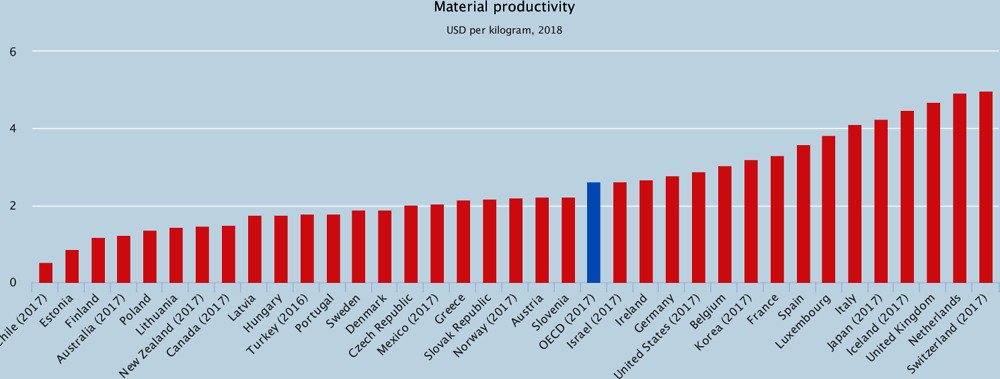 Material productivity
USD per kilogram, 2018
6
4
2
0
Chile (2017)
Estonia
Finland
Australia (2017)
Poland
Lithuania
New Zealand (2017)
Canada (2017)
Latvia
Hungary
Turkey (2016)
Portugal
Sweden
Denmark
Czech Republic
Mexico (2017)
Greece
Slovak Republic
Norway (2017)
Austria
Slovenia
OECD (2017)
Israel (2017)
Ireland
Germany
United States (2017)
Belgium
Korea (2017)
France
Spain
Luxembourg
Italy
Japan (2017)
Iceland (2017)
United Kingdom
Netherlands
Switzerland (2017)